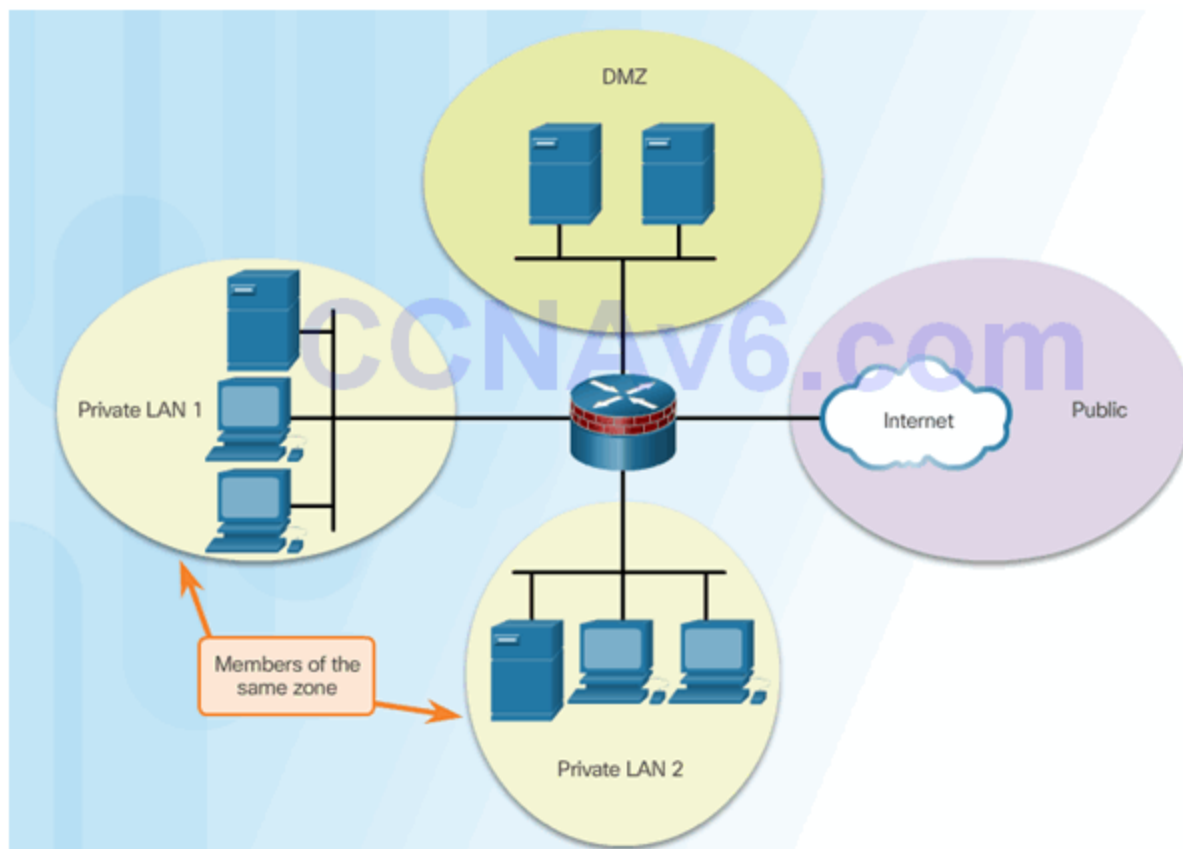 DMZ
CCNAv6.com
Private LAN 1
Internet
Public
Members of the
same zone
Private LAN 2